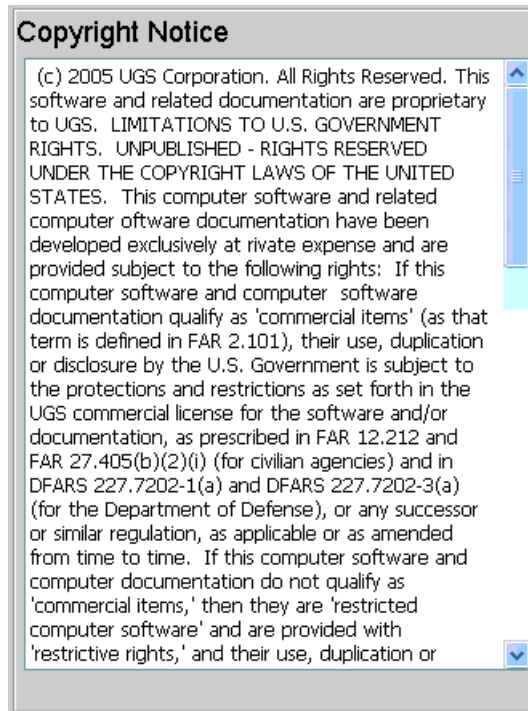 Copyright Notice
(c) 2005 UGS Corporation. All Rights Reserved. This
software and related documentation are proprietary
to UGS.  LIMITATIONS TO U.S. GOVERNMENT
RIGHTS.  UNPUBLISHED - RIGHTS RESERVED
UNDER THE COPYRIGHT LAWS OF THE UNITED
STATES.  This computer software and related
computer oftware documentation have been
developed exclusively at rivate expense and are
provided subject to the following rights:  If this
computer software and computer  software
documentation qualify as 'commercial items' (as that
term is defined in FAR 2.101), their use, duplication
or disclosure by the U.S. Government is subject to
the protections and restrictions as set forth in the
UGS commercial license for the software and/or
documentation, as prescribed in FAR 12.212 and
FAR 27.405(b)(2)(i) (for civilian agencies) and in
DFARS 227.7202-1(a) and DFARS 227.7202-3(a)
(for the Department of Defense), or any successor
or similar regulation, as applicable or as amended
from time to time.  If this computer software and
computer documentation do not qualify as
'commercial items,' then they are 'restricted
computer software' and are provided with
'restrictive rights,' and their use, duplication or